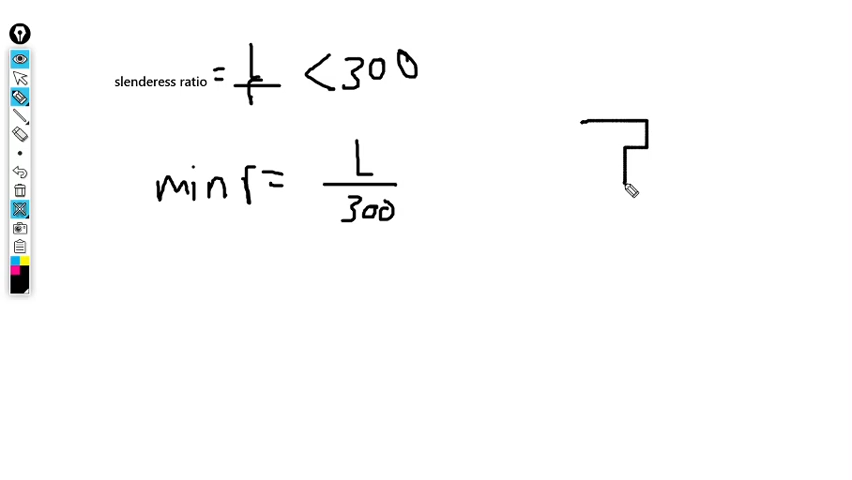 slenderess ratio = L / r < 300
min r = L / 300